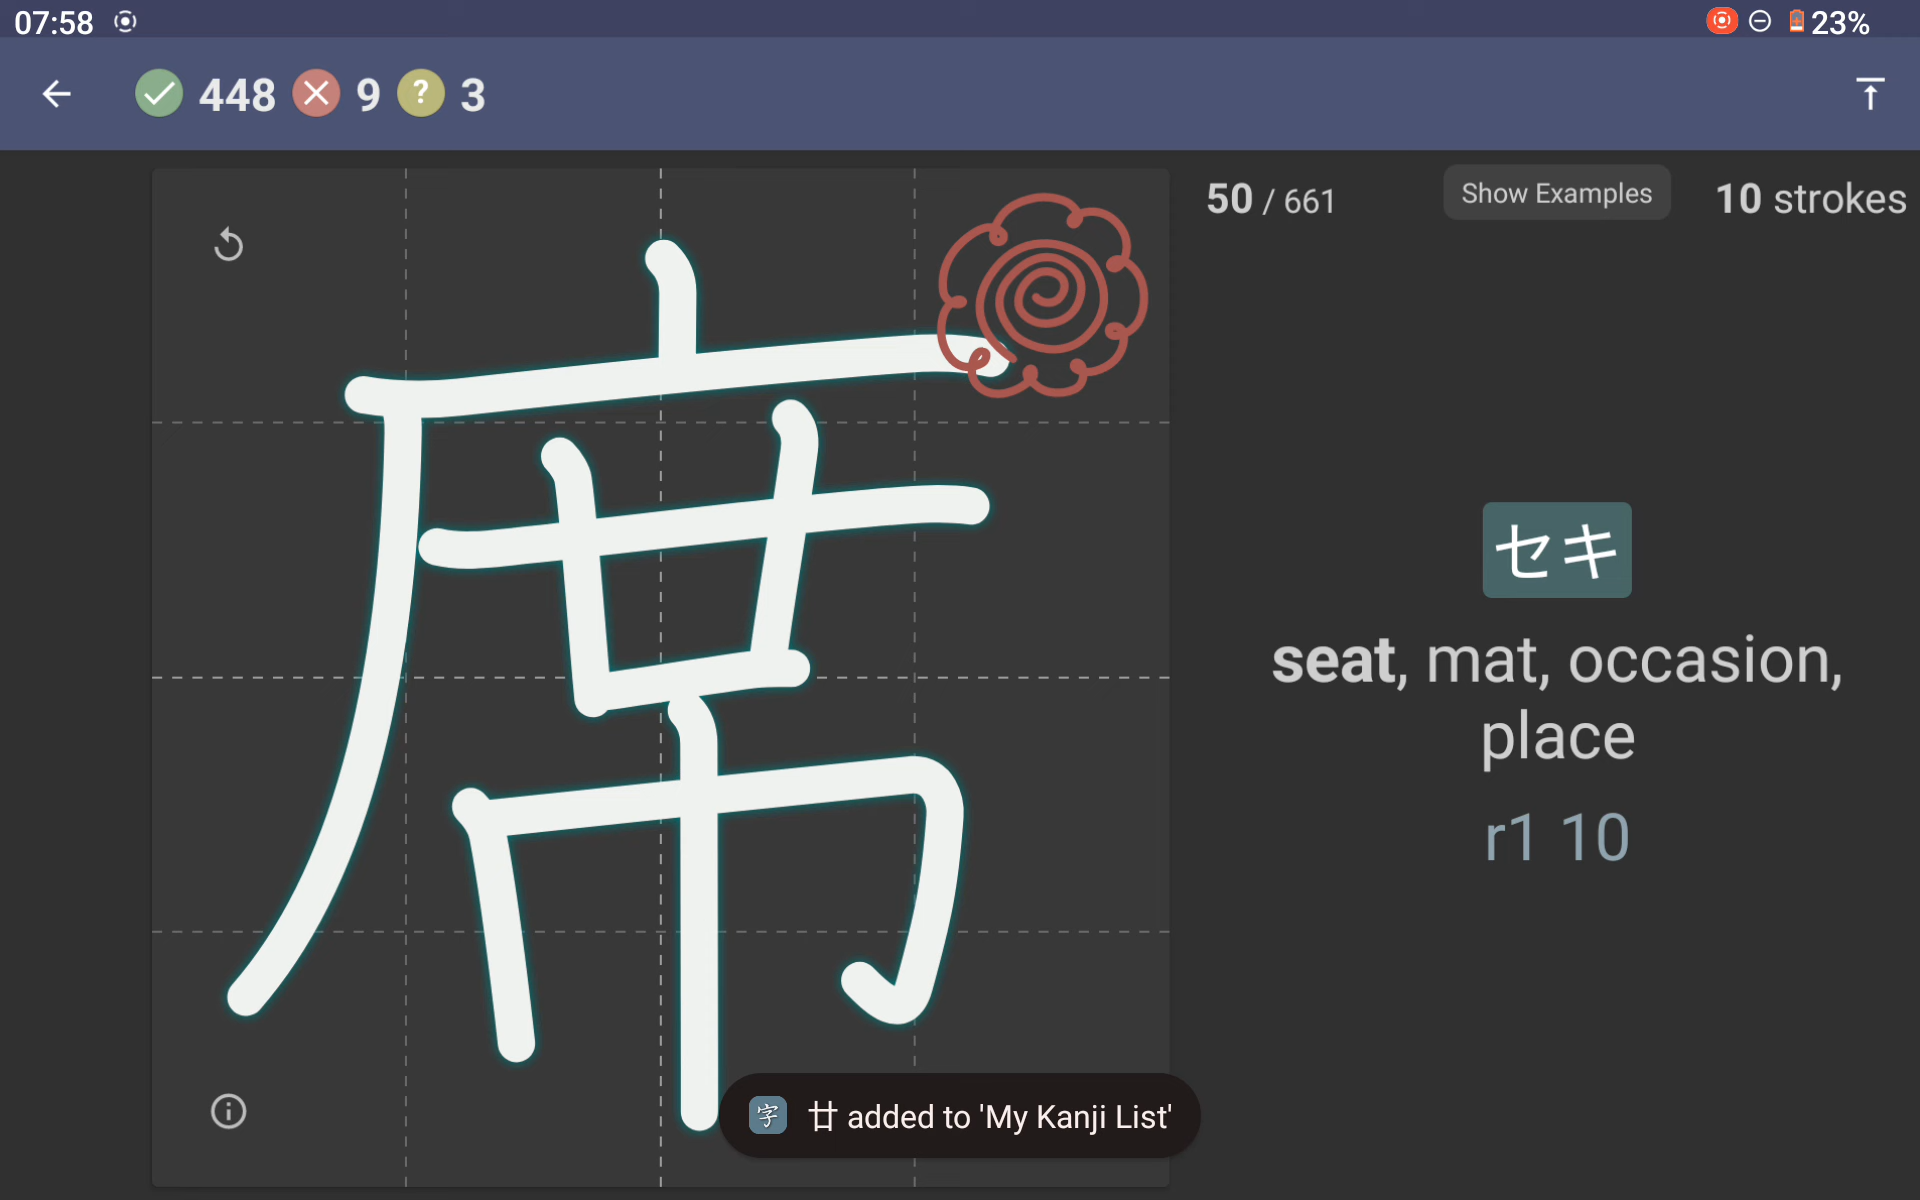 07:58 23%
448 9 ? 3
50 / 661 Show Examples 10 strokes
席
セキ
seat, mat, occasion,
place
r1 10
字 廿 added to 'My Kanji List'